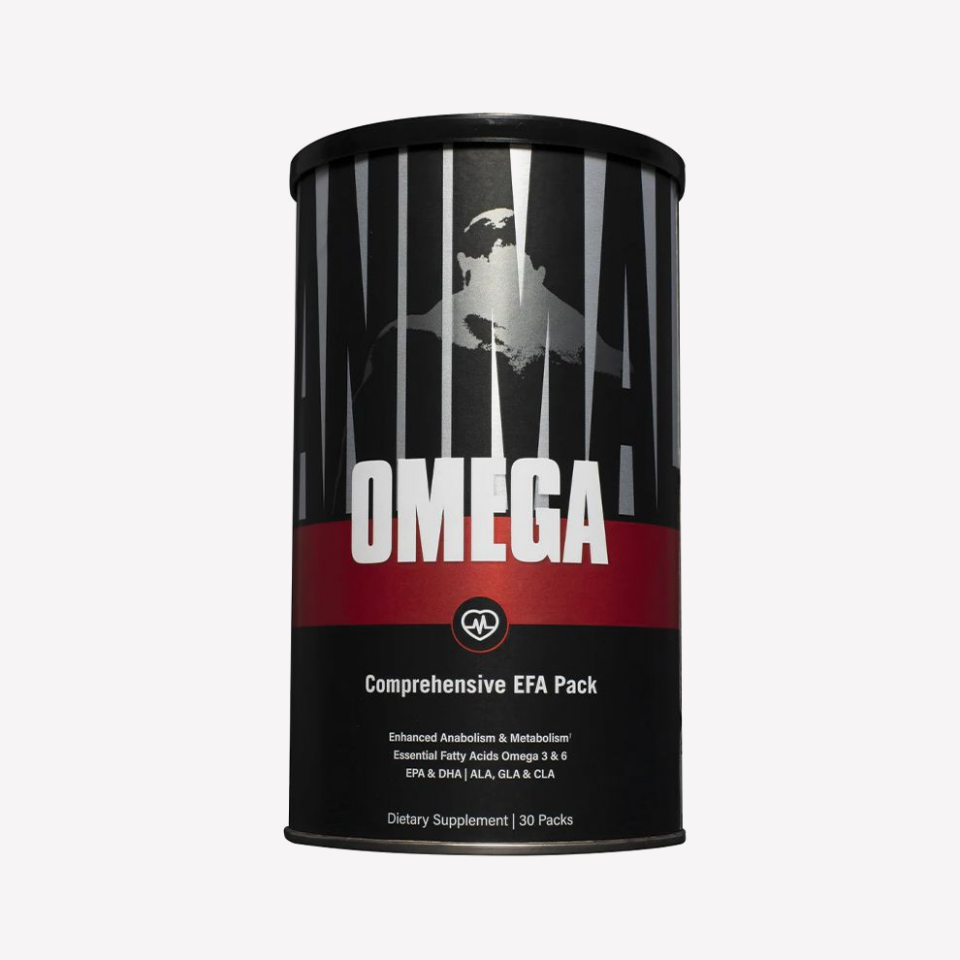 ANIMA
OMEGA
Comprehensive EFA Pack
Enhanced Anabolism & Metabolism†
Essential Fatty Acids Omega 3 & 6
EPA & DHA | ALA, GLA & CLA
Dietary Supplement | 30 Packs